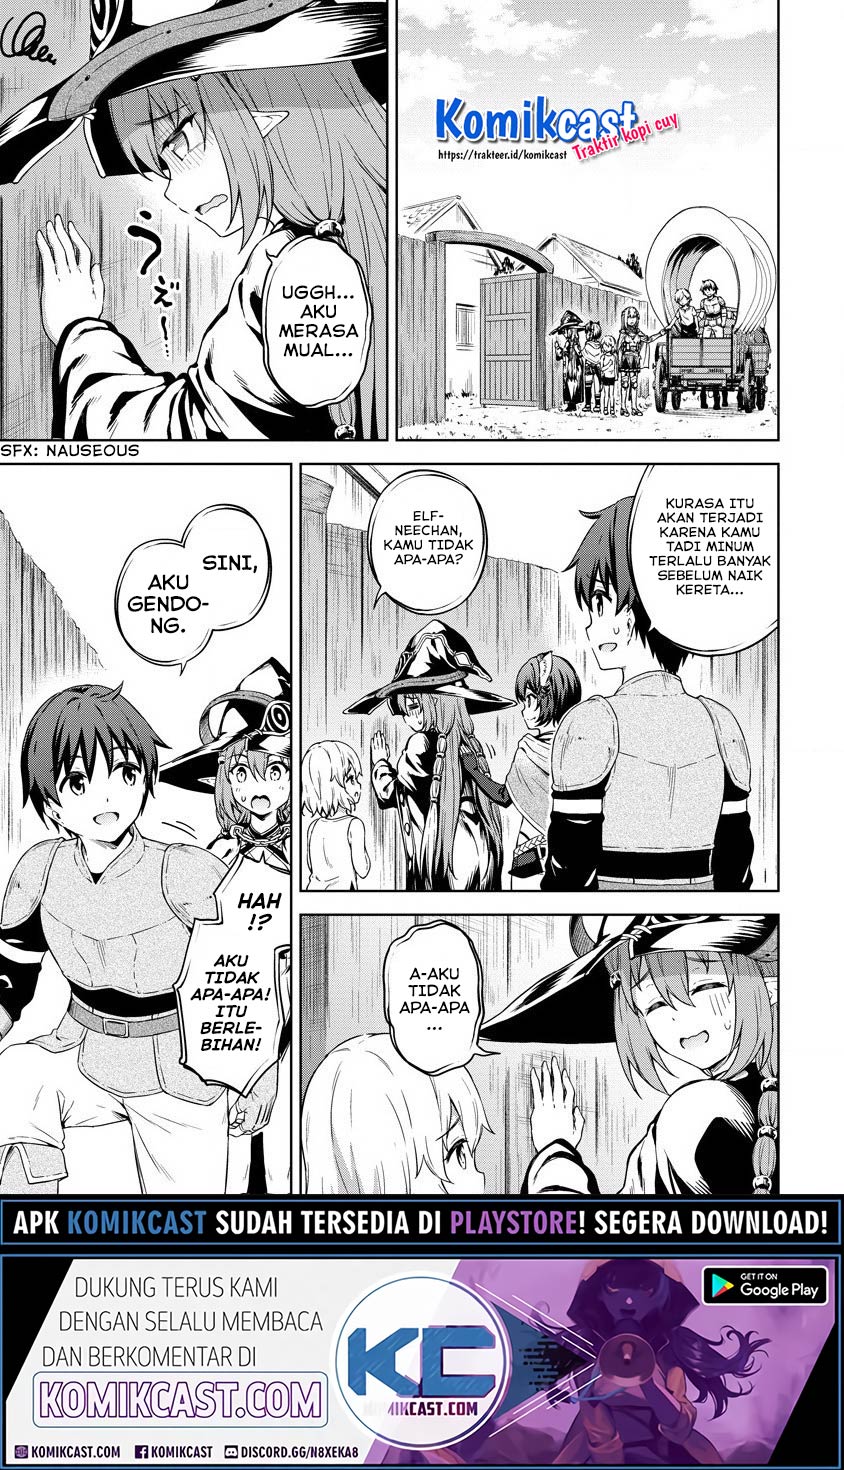 Komikcast
Traktir kopi cuy
https://trakteer.id/komikcast
うぇ～
UGGH...
AKU
MERASA
MUAL...
SFX: NAUSEOUS
KURASA ITU
AKAN TERJADI
KARENA KAMU
TADI MINUM
TERLALU BANYAK
SEBELUM NAIK
KERETA...
ELF-
NEECHAN,
KAMU TIDAK
APA-APA?
A-AKU
TIDAK
APA-APA
...
SINI,
AKU
GENDO-
NG.
HAH
!?
AKU
TIDAK
APA-APA!
ITU
BERLE-
BIHAN!
APK KOMIKCAST SUDAH TERSEDIA DI PLAYSTORE! SEGERA DOWNLOAD!
DUKUNG TERUS KAMI
DENGAN SELALU MEMBACA
DAN BERKOMENTAR DI
KOMIKCAST.COM
KOMIKCAST.COM
KOMIKCAST
DISCORD.GG/N8XEKA8
KC
KOMIKCAST.COM
GET IT ON
Google Play